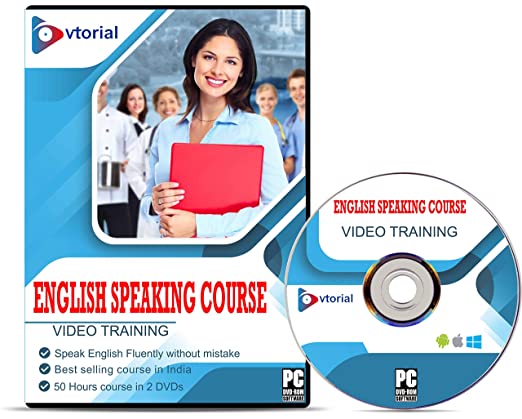 vtorial
ENGLISH SPEAKING COURSE
VIDEO TRAINING
Speak English Fluently without mistake
Best selling course in India
50 Hours course in 2 DVDs
PC
DVD-ROM
SOFTWARE
ENGLISH SPEAKING COURSE
VIDEO TRAINING
vtorial
PC
DVD-ROM
SOFTWARE